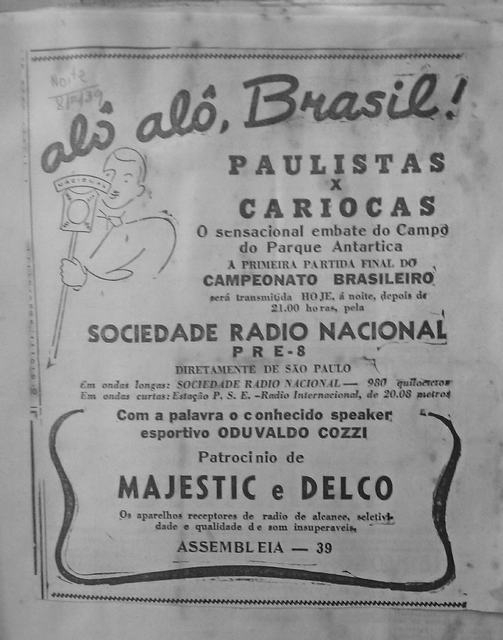 Noite
alô alô, Brasil!
NACIONAL
PAULISTAS
X
CARIOCAS
O sensacional embate do Campo
do Parque Antartica
A PRIMEIRA PARTIDA FINAL DO
CAMPEONATO BRASILEIRO
será transmitida HOJE, á noite, depois de
21.00 horas, pela
SOCIEDADE RADIO NACIONAL
PRE-8
DIRETAMENTE DE SÃO PAULO
Em ondas longas: SOCIEDADE RADIO NACIONAL — 980 quilociclos
Em ondas curtas: Estação P. S. E. -Radio Internacional, de 20.08 metros
Com a palavra o conhecido speaker
esportivo ODUVALDO COZZI
Patrocinio de
MAJESTIC e DELCO
Os aparelhos receptores de radio de alcance, seletivi-
dade e qualidade de som insuperaveis
ASSEMBLEIA — 39